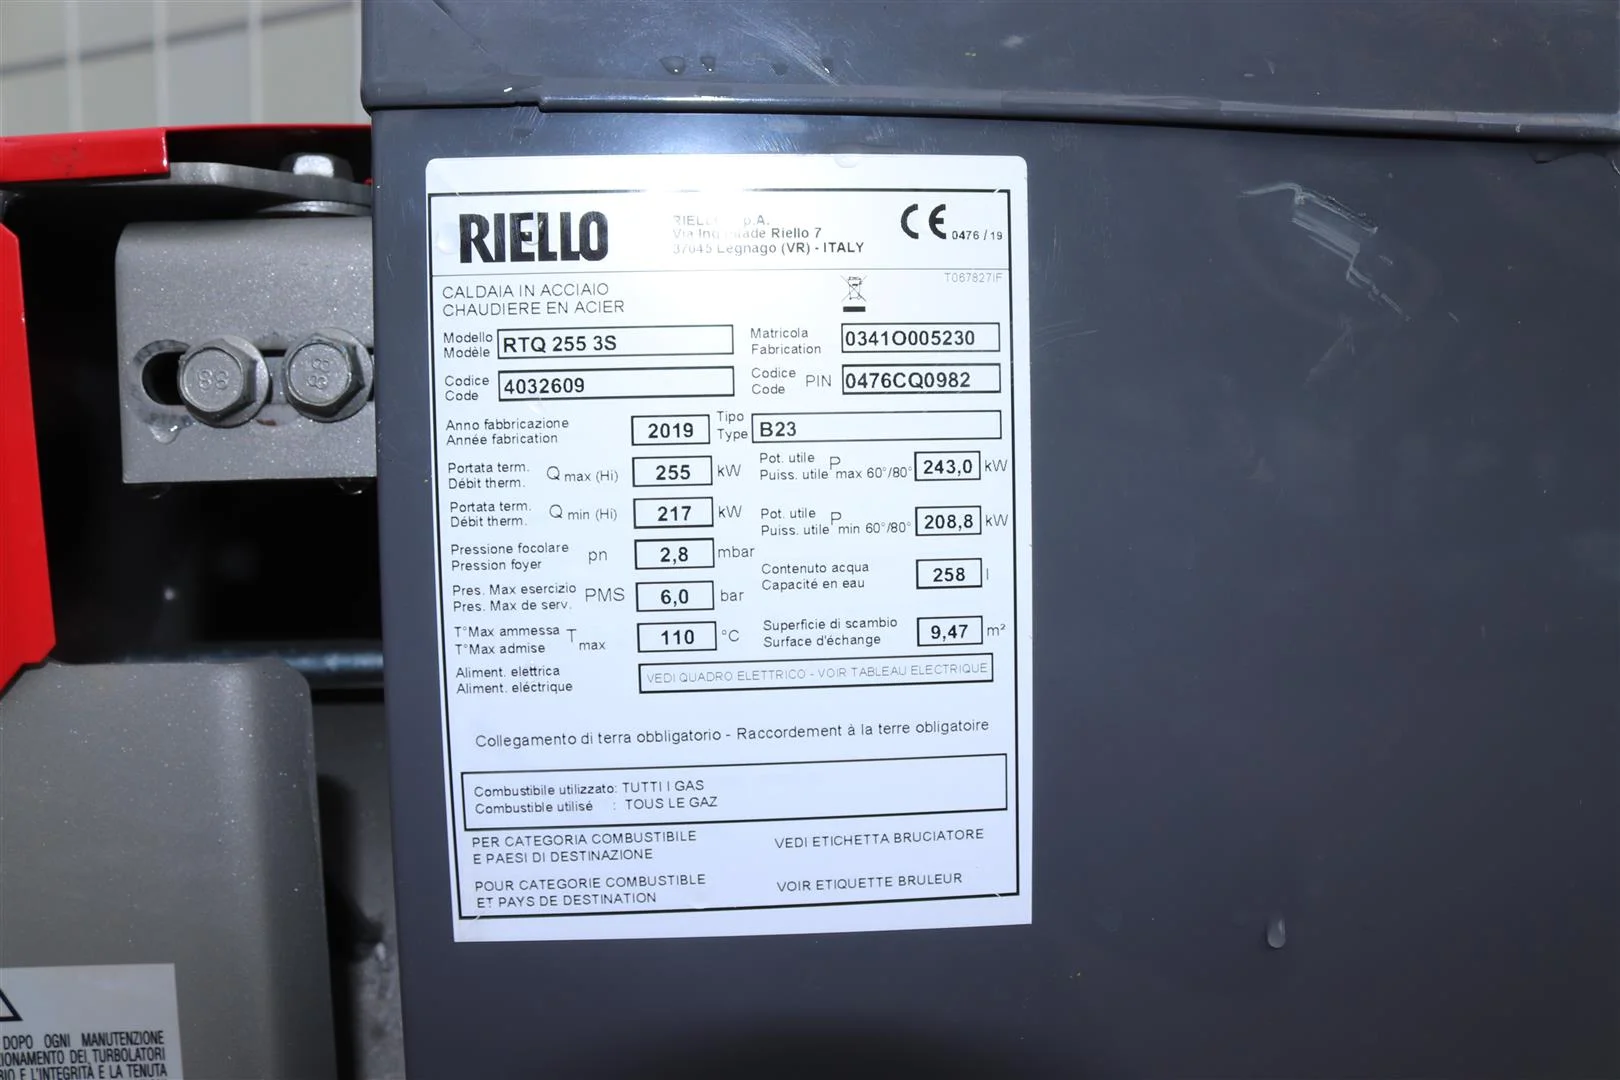 RIELLO
RIELLO p.A.
Via Ing Riello 7
37045 Legnago (VR) - ITALY
CE 0476 / 19
T067827IF
CALDAIA IN ACCIAIO
CHAUDIERE EN ACIER
Modello
Modèle
RTQ 255 3S
Matricola
Fabrication
0341O005230
Codice
Code
4032609
Codice
Code
PIN
0476CQ0982
Anno fabbricazione
Année fabrication
2019
Tipo
Type
B23
Portata term.
Débit therm.
Q max (Hi)
255 kW
Pot. utile
Puiss. utile
P max 60°/80°
243,0 kW
Portata term.
Débit therm.
Q min (Hi)
217 kW
Pot. utile
Puiss. utile
P min 60°/80°
208,8 kW
Pressione focolare
Pression foyer
pn
2,8 mbar
Contenuto acqua
Capacité en eau
258 l
Pres. Max esercizio
Pres. Max de serv.
PMS
6,0 bar
Superficie di scambio
Surface d'échange
9,47 m²
T°Max ammessa
T°Max admise
T max
110 °C
Aliment. elettrica
Aliment. eléctrique
VEDI QUADRO ELETTRICO - VOIR TABLEAU ELECTRIQUE
Collegamento di terra obbligatorio - Raccordement à la terre obligatoire
Combustibile utilizzato: TUTTI I GAS
Combustible utilisé : TOUS LE GAZ
PER CATEGORIA COMBUSTIBILE
E PAESI DI DESTINAZIONE
VEDI ETICHETTA BRUCIATORE
POUR CATEGORIE COMBUSTIBLE
ET PAYS DE DESTINATION
VOIR ETIQUETTE BRULEUR
88
DOPO OGNI MANUTENZIONE
IONAMENTO DEI TURBOLATORI
E L'INTEGRITÀ E LA TENUTA